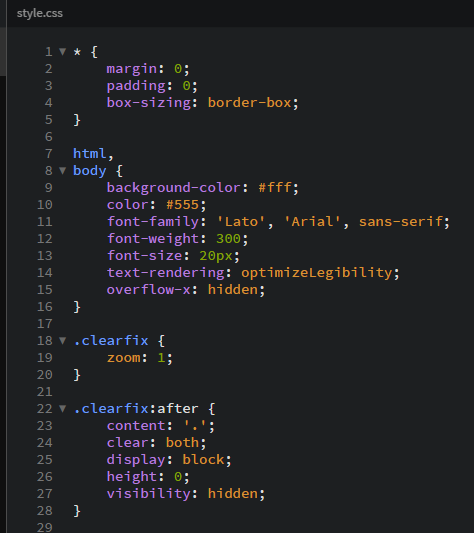 style.css
1 * {
2     margin: 0;
3     padding: 0;
4     box-sizing: border-box;
5 }
6
7 html,
8 body {
9     background-color: #fff;
10     color: #555;
11     font-family: 'Lato', 'Arial', sans-serif;
12     font-weight: 300;
13     font-size: 20px;
14     text-rendering: optimizeLegibility;
15     overflow-x: hidden;
16 }
17
18 .clearfix {
19     zoom: 1;
20 }
21
22 .clearfix:after {
23     content: '.';
24     clear: both;
25     display: block;
26     height: 0;
27     visibility: hidden;
28 }
29